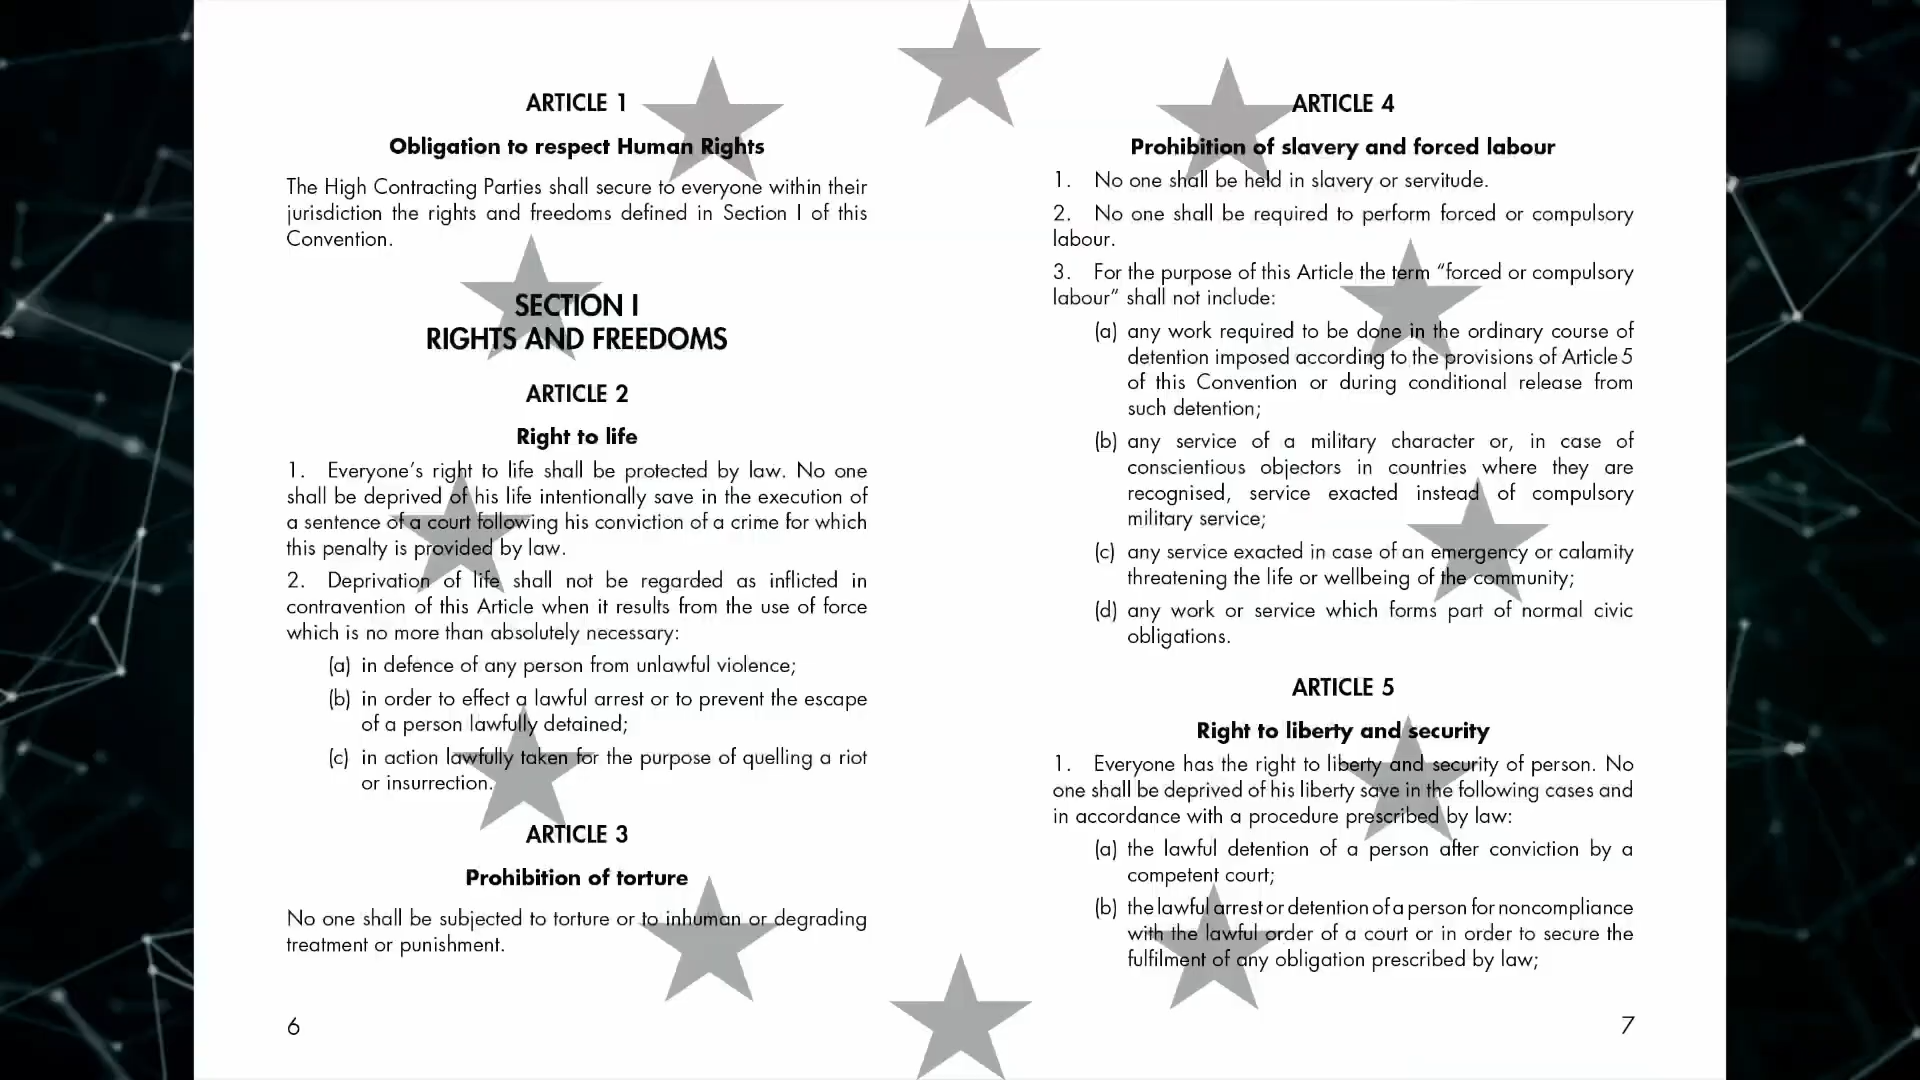 ARTICLE 1
Obligation to respect Human Rights
The High Contracting Parties shall secure to everyone within their
jurisdiction the rights and freedoms defined in Section I of this
Convention.
SECTION I
RIGHTS AND FREEDOMS
ARTICLE 2
Right to life
1. Everyone’s right to life shall be protected by law. No one
shall be deprived of his life intentionally save in the execution of
a sentence of a court following his conviction of a crime for which
this penalty is provided by law.
2. Deprivation of life shall not be regarded as inflicted in
contravention of this Article when it results from the use of force
which is no more than absolutely necessary:
(a) in defence of any person from unlawful violence;
(b) in order to effect a lawful arrest or to prevent the escape
of a person lawfully detained;
(c) in action lawfully taken for the purpose of quelling a riot
or insurrection.
ARTICLE 3
Prohibition of torture
No one shall be subjected to torture or to inhuman or degrading
treatment or punishment.
6
ARTICLE 4
Prohibition of slavery and forced labour
1. No one shall be held in slavery or servitude.
2. No one shall be required to perform forced or compulsory
labour.
3. For the purpose of this Article the term “forced or compulsory
labour” shall not include:
(a) any work required to be done in the ordinary course of
detention imposed according to the provisions of Article 5
of this Convention or during conditional release from
such detention;
(b) any service of a military character or, in case of
conscientious objectors in countries where they are
recognised, service exacted instead of compulsory
military service;
(c) any service exacted in case of an emergency or calamity
threatening the life or wellbeing of the community;
(d) any work or service which forms part of normal civic
obligations.
ARTICLE 5
Right to liberty and security
1. Everyone has the right to liberty and security of person. No
one shall be deprived of his liberty save in the following cases and
in accordance with a procedure prescribed by law:
(a) the lawful detention of a person after conviction by a
competent court;
(b) the lawful arrest or detention of a person for noncompliance
with the lawful order of a court or in order to secure the
fulfilment of any obligation prescribed by law;
7